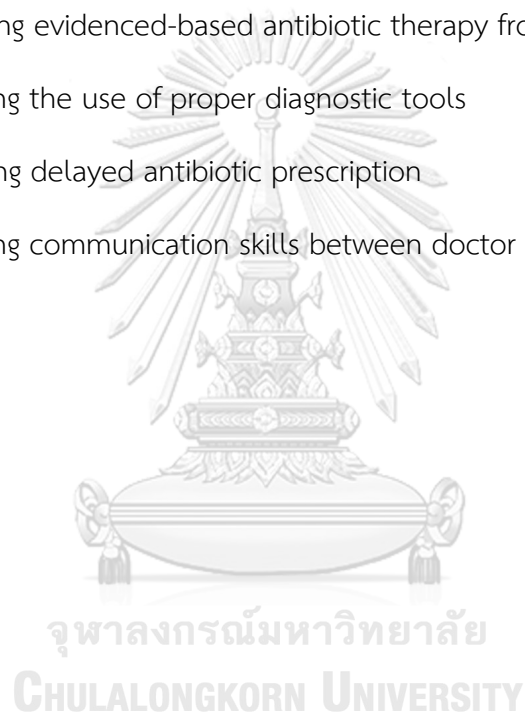 ng evidenced-based antibiotic therapy fro
ng the use of proper diagnostic tools
ng delayed antibiotic prescription
ng communication skills between doctor
จุฬาลงกรณ์มหาวิทยาลัย
CHULALONGKORN UNIVERSITY